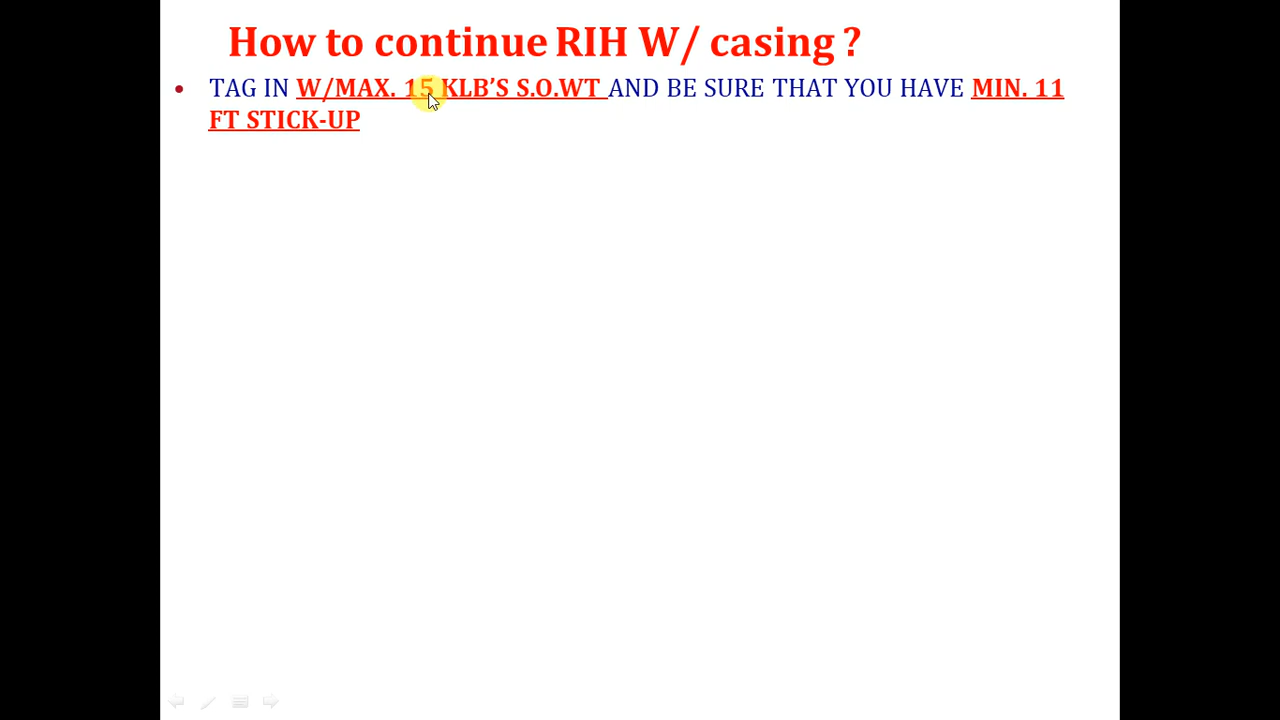 How to continue RIH W/ casing ?
• TAG IN W/MAX. 15 KLB’S S.O.WT AND BE SURE THAT YOU HAVE MIN. 11
FT STICK-UP